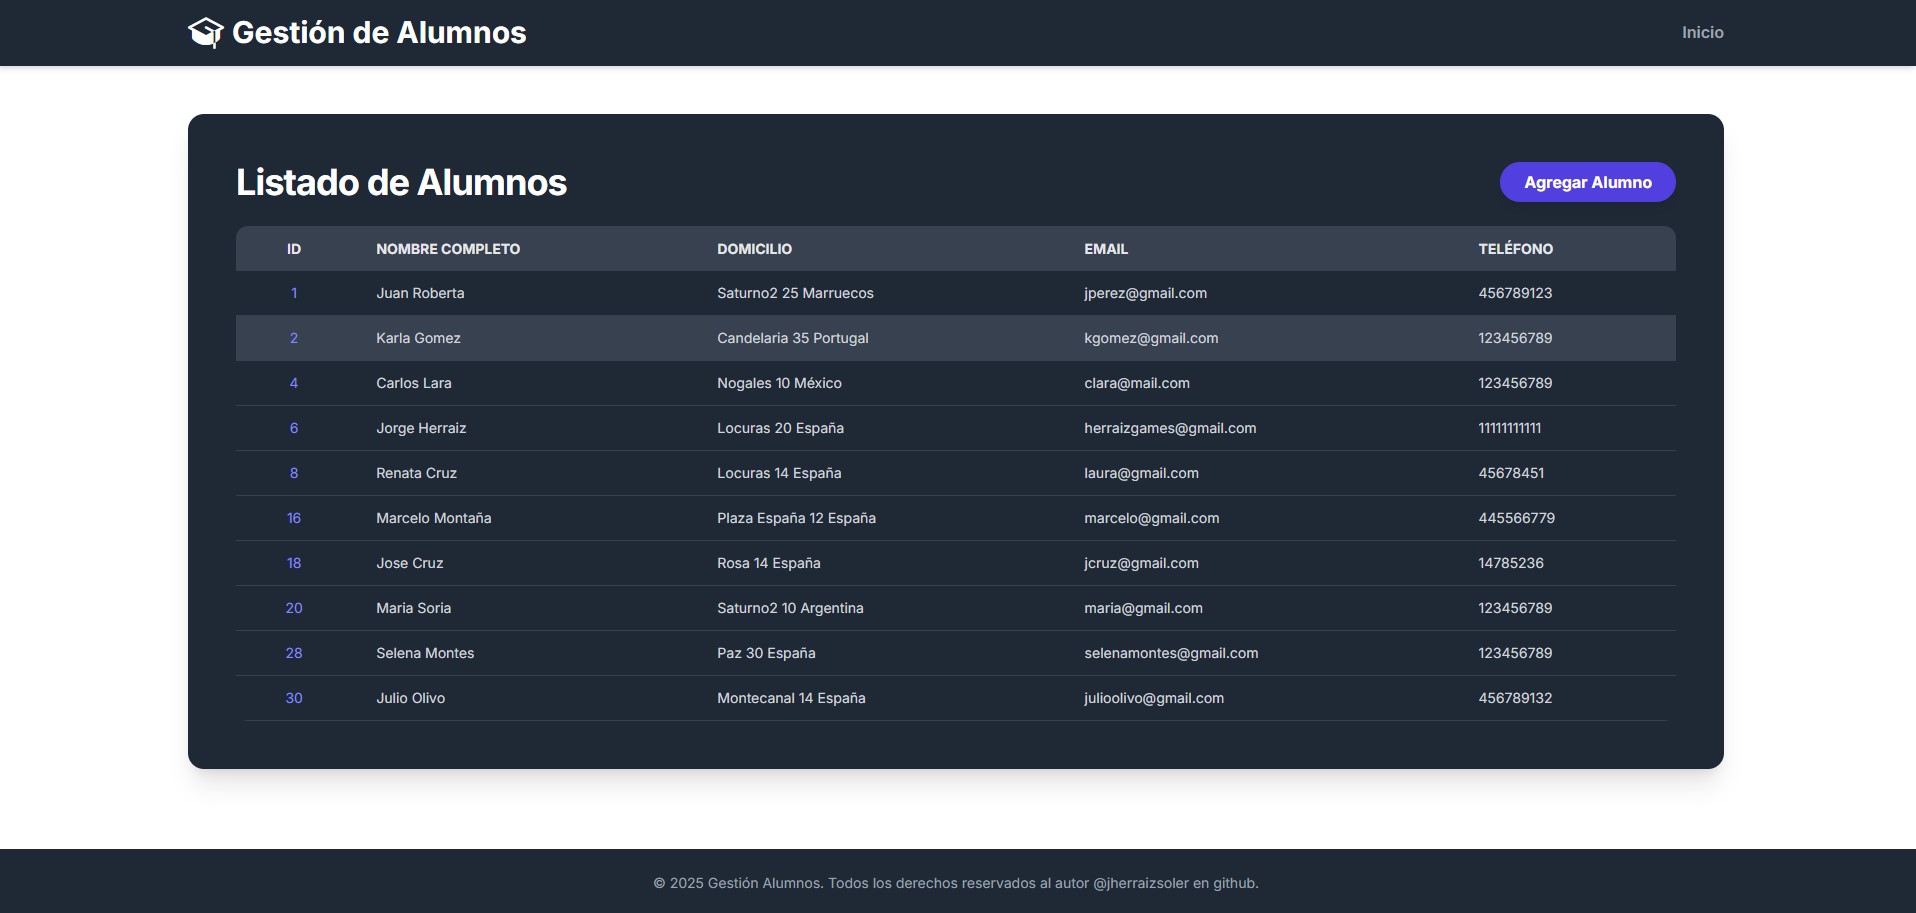 Gestión de Alumnos Inicio
Listado de Alumnos Agregar Alumno
ID NOMBRE COMPLETO DOMICILIO EMAIL TELÉFONO
1 Juan Roberta Saturno2 25 Marruecos jperez@gmail.com 456789123
2 Karla Gomez Candelaria 35 Portugal kgomez@gmail.com 123456789
4 Carlos Lara Nogales 10 México clara@mail.com 123456789
6 Jorge Herraiz Locuras 20 España herraizgames@gmail.com 11111111111
8 Renata Cruz Locuras 14 España laura@gmail.com 45678451
16 Marcelo Montaña Plaza España 12 España marcelo@gmail.com 445566779
18 Jose Cruz Rosa 14 España jcruz@gmail.com 14785236
20 Maria Soria Saturno2 10 Argentina maria@gmail.com 123456789
28 Selena Montes Paz 30 España selenamontes@gmail.com 123456789
30 Julio Olivo Montecanal 14 España julioolivo@gmail.com 456789132
© 2025 Gestión Alumnos. Todos los derechos reservados al autor @jherraizsoler en github.